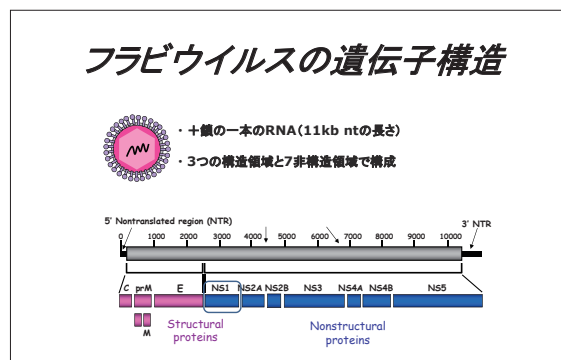 フラビウイルスの遺伝子構造
・+鎖の一本のRNA(11kb ntの長さ)
・3つの構造領域と7非構造領域で構成
5' Nontranslated region (NTR)
3' NTR
0 1000 2000 3000 4000 5000 6000 7000 8000 9000 10000
C prM E NS1 NS2A NS2B NS3 NS4A NS4B NS5
M
Structural proteins
Nonstructural proteins